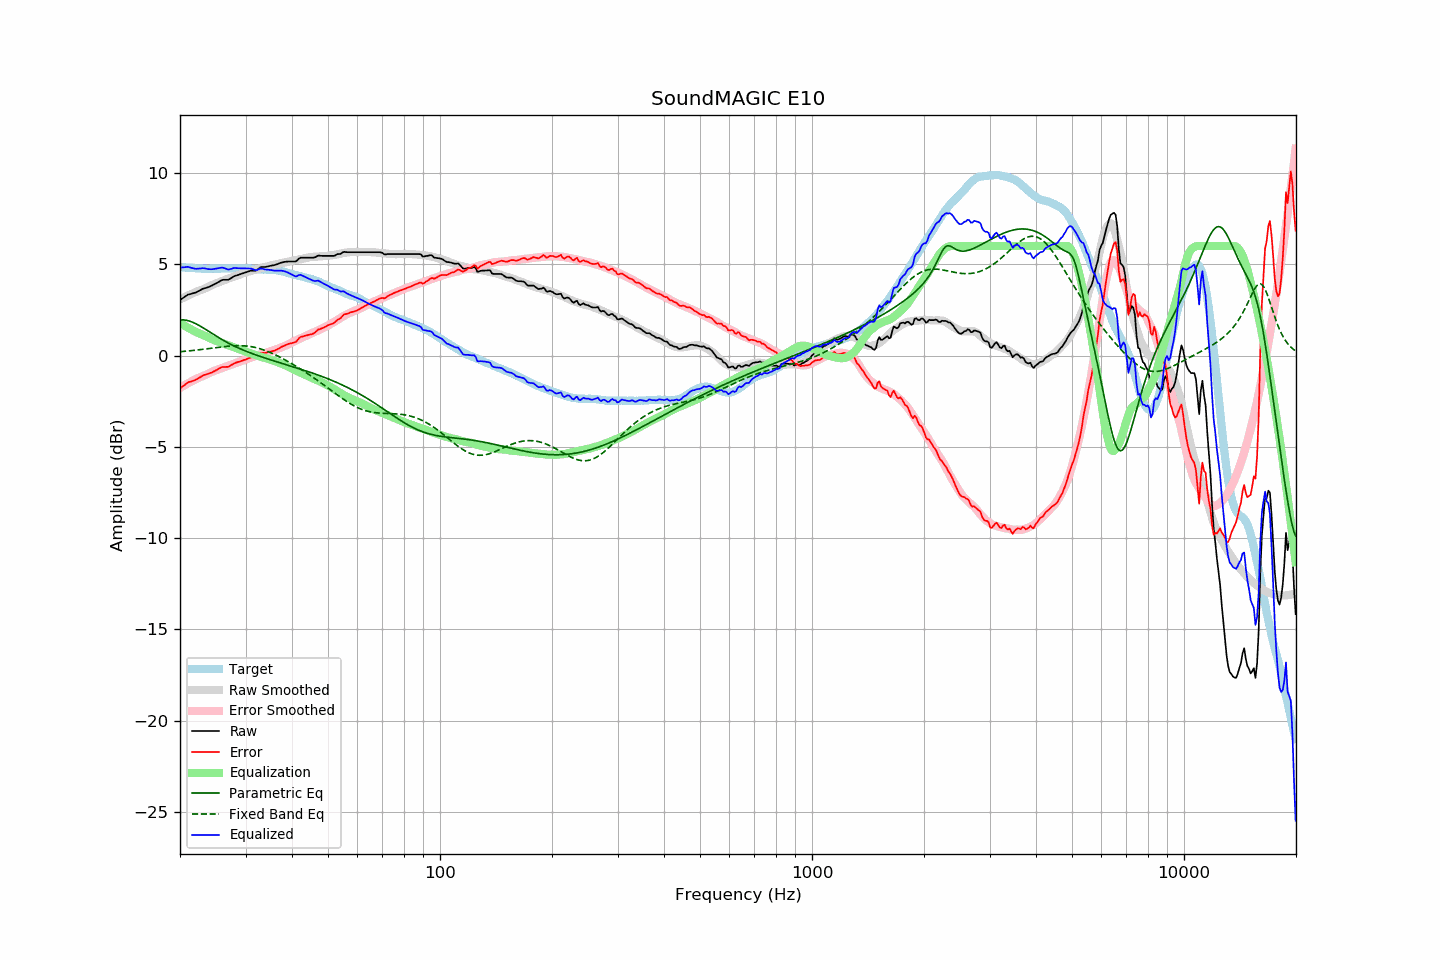 SoundMAGIC E10
Amplitude (dBr)
10
5
0
−5
−10
−15
−20
−25
Target
Raw Smoothed
Error Smoothed
Raw
Error
Equalization
Parametric Eq
Fixed Band Eq
Equalized
100 1000 10000
Frequency (Hz)